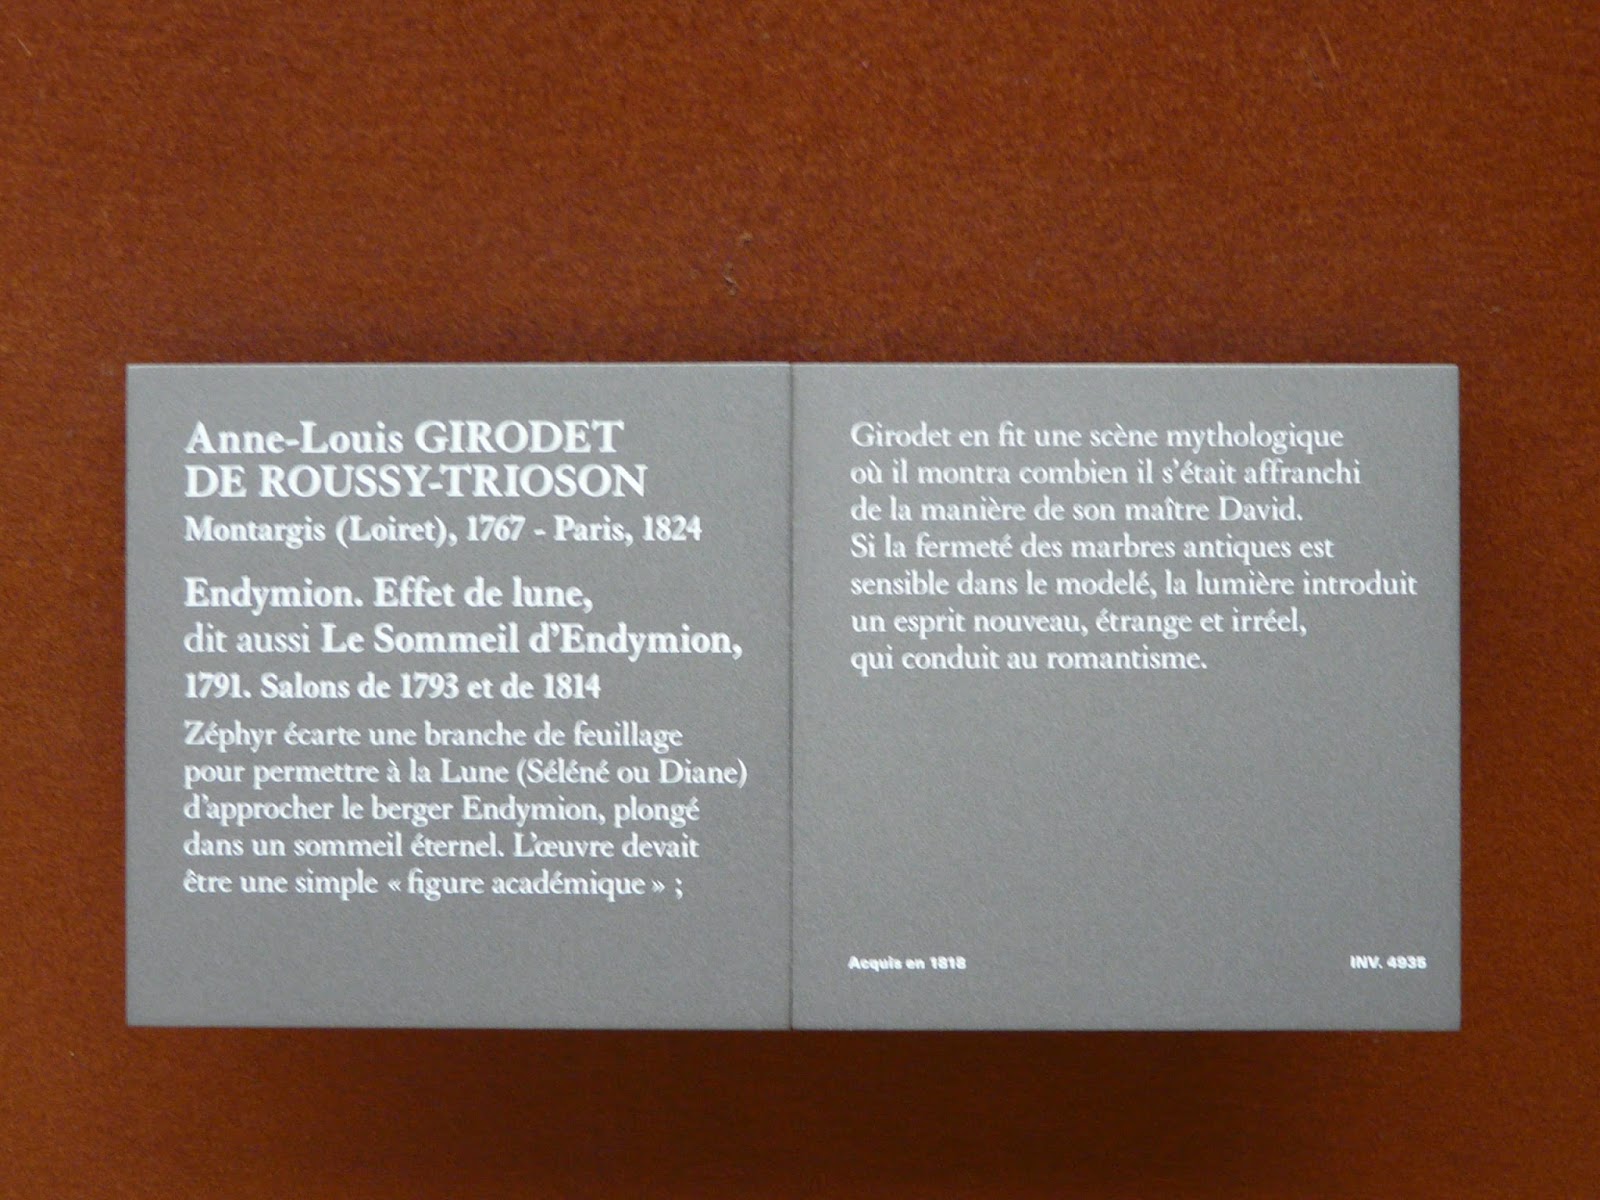 Anne-Louis GIRODET
DE ROUSSY-TRIOSON
Montargis (Loiret), 1767 - Paris, 1824
Endymion. Effet de lune,
dit aussi Le Sommeil d'Endymion,
1791. Salons de 1793 et de 1814
Zéphyr écarte une branche de feuillage
pour permettre à la Lune (Séléné ou Diane)
d'approcher le berger Endymion, plongé
dans un sommeil éternel. L'œuvre devait
être une simple « figure académique » ;
Girodet en fit une scène mythologique
où il montra combien il s'était affranchi
de la manière de son maître David.
Si la fermeté des marbres antiques est
sensible dans le modelé, la lumière introduit
un esprit nouveau, étrange et irréel,
qui conduit au romantisme.
Acquis en 1818
INV. 4935